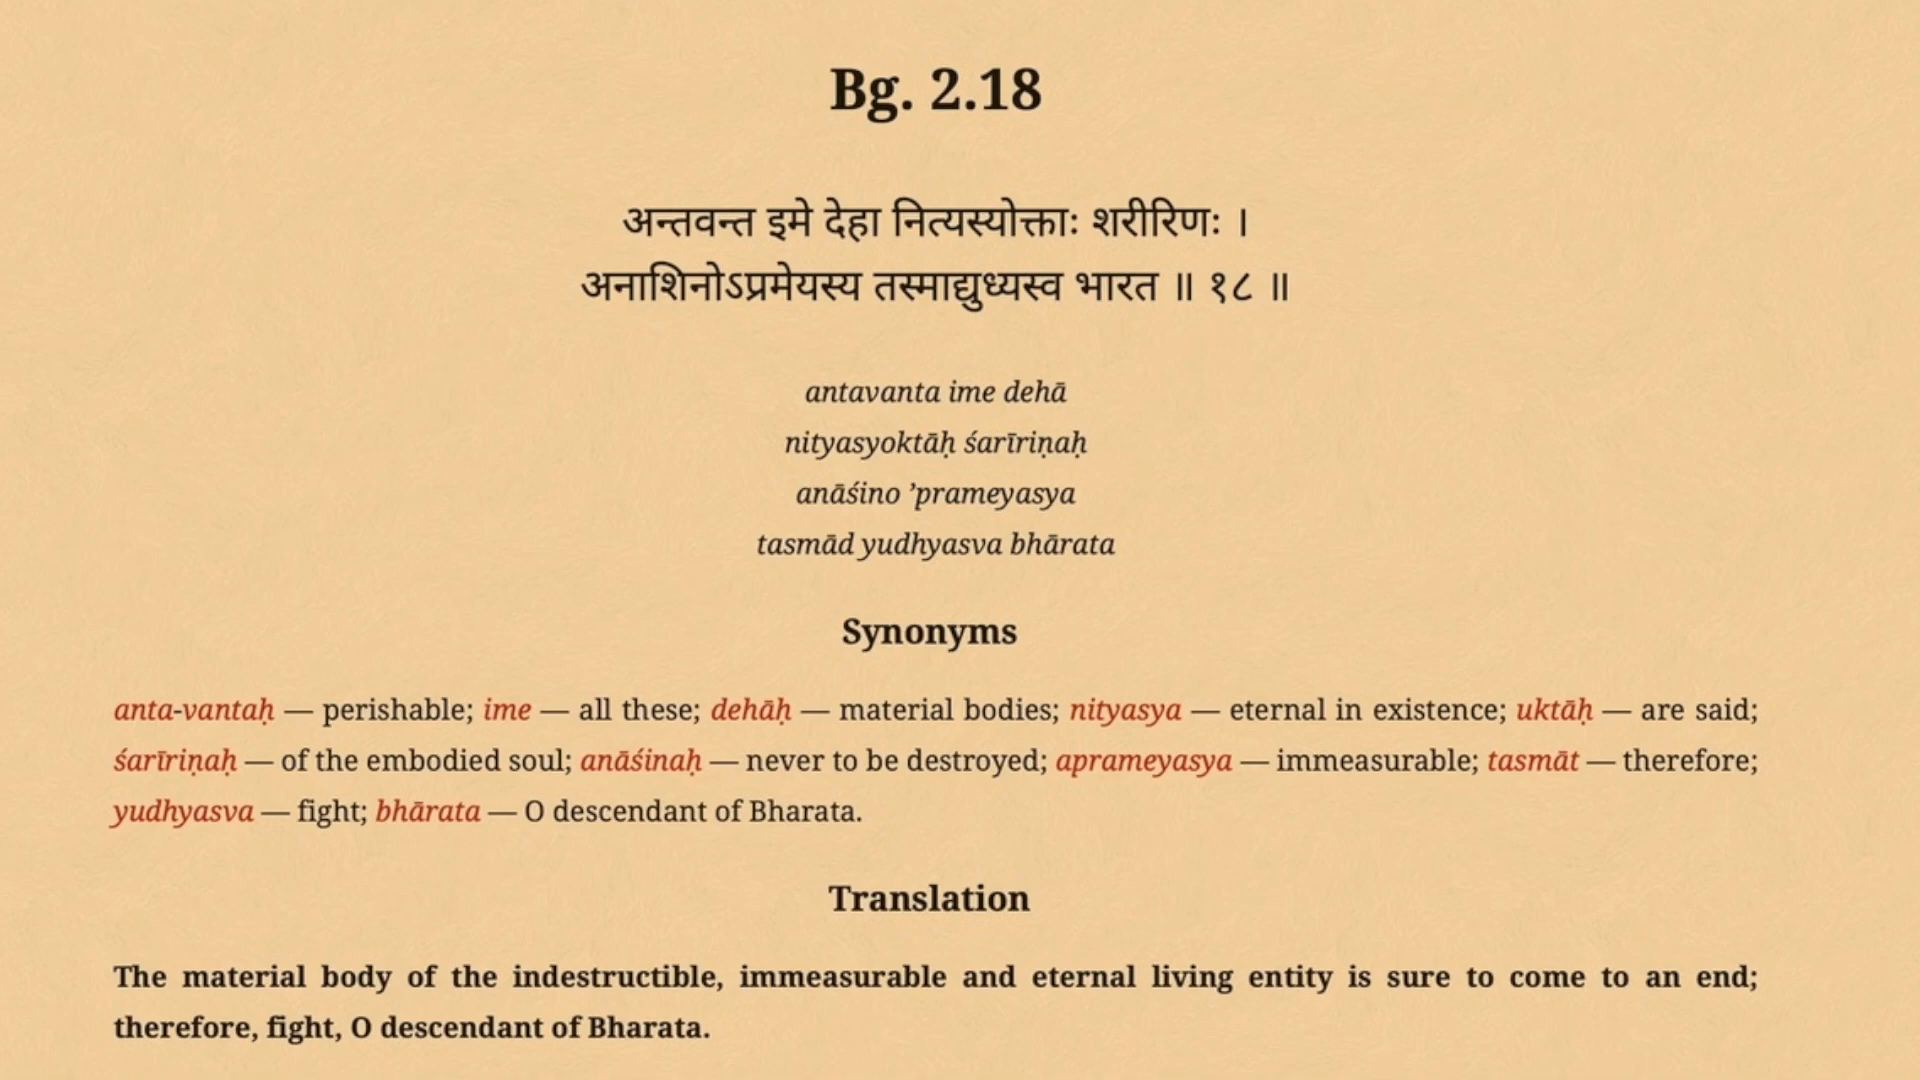 Bg. 2.18
अन्तवन्त इमे देहा नित्यस्योक्ताः शरीरिणः ।
अनाशिनोऽप्रमेयस्य तस्माद्युध्यस्व भारत ॥ १८ ॥
antavanta ime dehā
nityasyoktāḥ śarīriṇaḥ
anāśino ’prameyasya
tasmād yudhyasva bhārata
Synonyms
anta-vantaḥ — perishable; ime — all these; dehāḥ — material bodies; nityasya — eternal in existence; uktāḥ — are said;
śarīriṇaḥ — of the embodied soul; anāśinaḥ — never to be destroyed; aprameyasya — immeasurable; tasmāt — therefore;
yudhyasva — fight; bhārata — O descendant of Bharata.
Translation
The material body of the indestructible, immeasurable and eternal living entity is sure to come to an end;
therefore, fight, O descendant of Bharata.